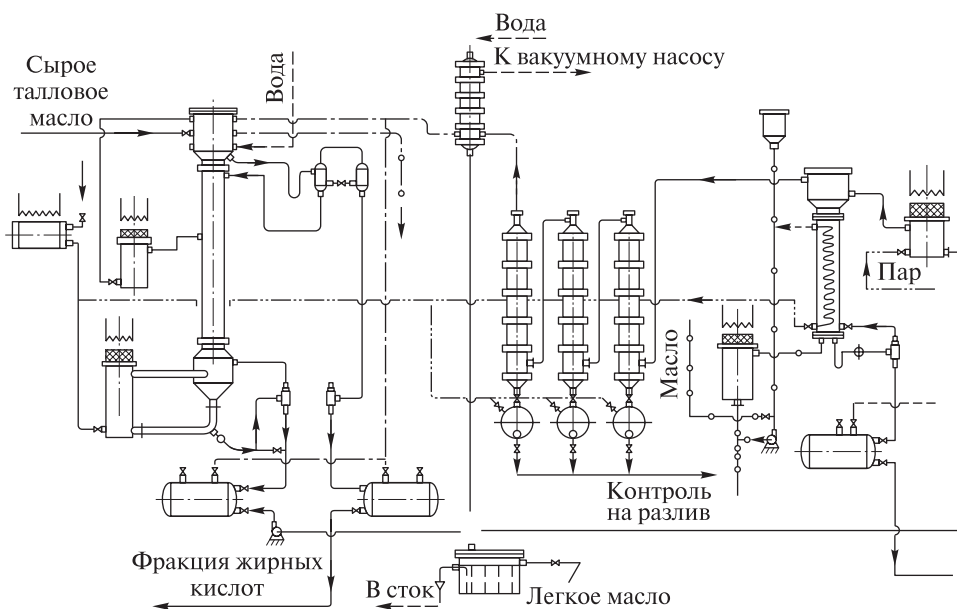 Вода
К вакуумному насосу
Сырое
талловое
масло
Вода
Пар
Масло
Контроль
на разлив
Фракция жирных
кислот
В сток
Легкое масло